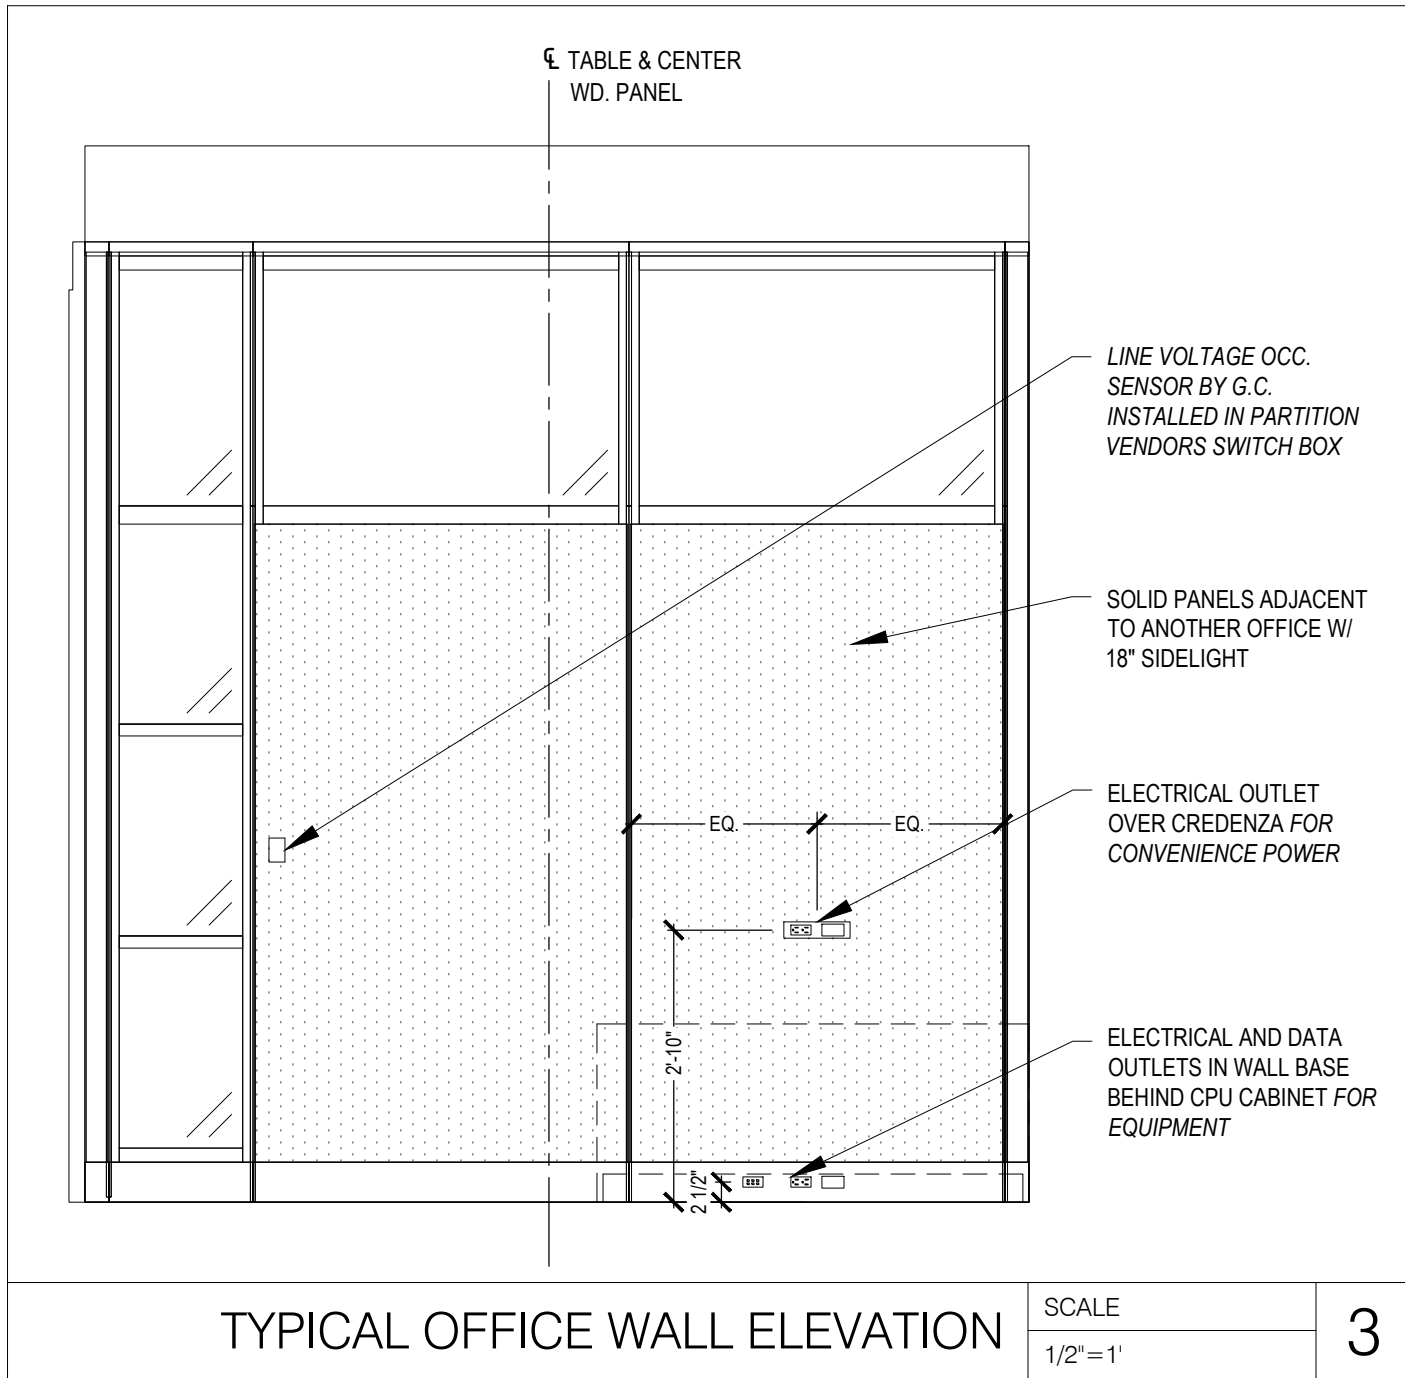 ℄ TABLE & CENTER
WD. PANEL
LINE VOLTAGE OCC.
SENSOR BY G.C.
INSTALLED IN PARTITION
VENDORS SWITCH BOX
SOLID PANELS ADJACENT
TO ANOTHER OFFICE W/
18" SIDELIGHT
ELECTRICAL OUTLET
OVER CREDENZA FOR
CONVENIENCE POWER
EQ.
EQ.
2'-10"
ELECTRICAL AND DATA
OUTLETS IN WALL BASE
BEHIND CPU CABINET FOR
EQUIPMENT
2 1/2"
TYPICAL OFFICE WALL ELEVATION
SCALE
1/2"=1'
3